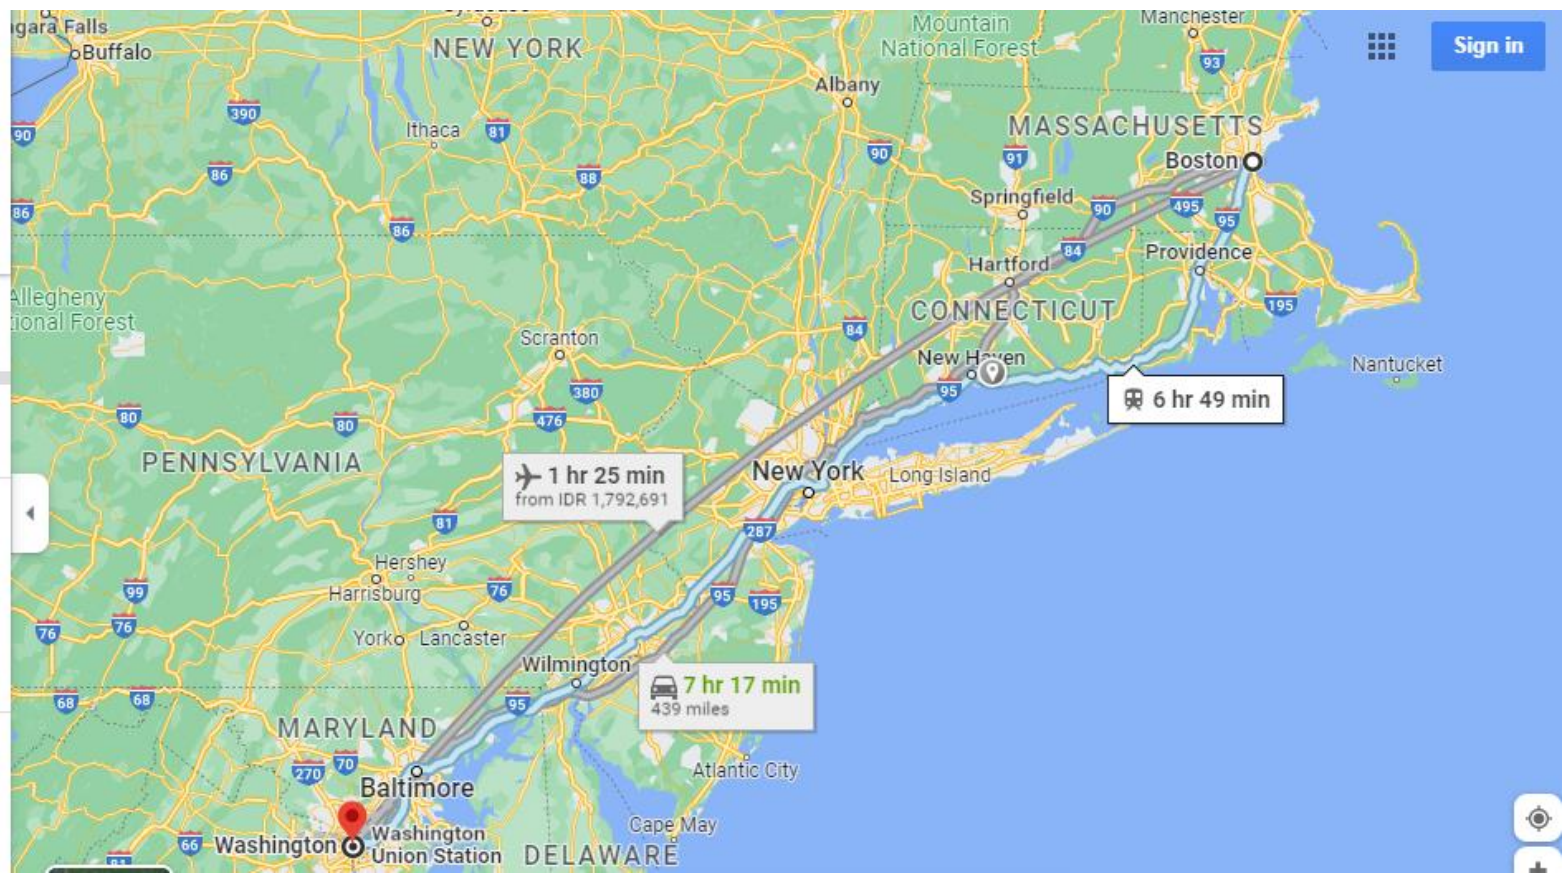 agara Falls
Buffalo
Syracuse
NEW YORK
Mountain
National Forest
Manchester
Sign in
93
390
Albany
90
Ithaca
81
MASSACHUSETTS
90
91
Boston
86
88
Springfield
90
495
86
86
95
84
Providence
Hartford
Allegheny
ional Forest
CONNECTICUT
195
Scranton
84
New Haven
Nantucket
380
95
6 hr 49 min
80
476
80
PENNSYLVANIA
New York
Long Island
1 hr 25 min
from IDR 1,792,691
81
287
Hershey
Harrisburg
99
76
95
195
76
76
York
Lancaster
Wilmington
7 hr 17 min
439 miles
68
68
95
MARYLAND
70
270
Atlantic City
Baltimore
Cape May
Washington
Washington
Union Station
66
DELAWARE
81